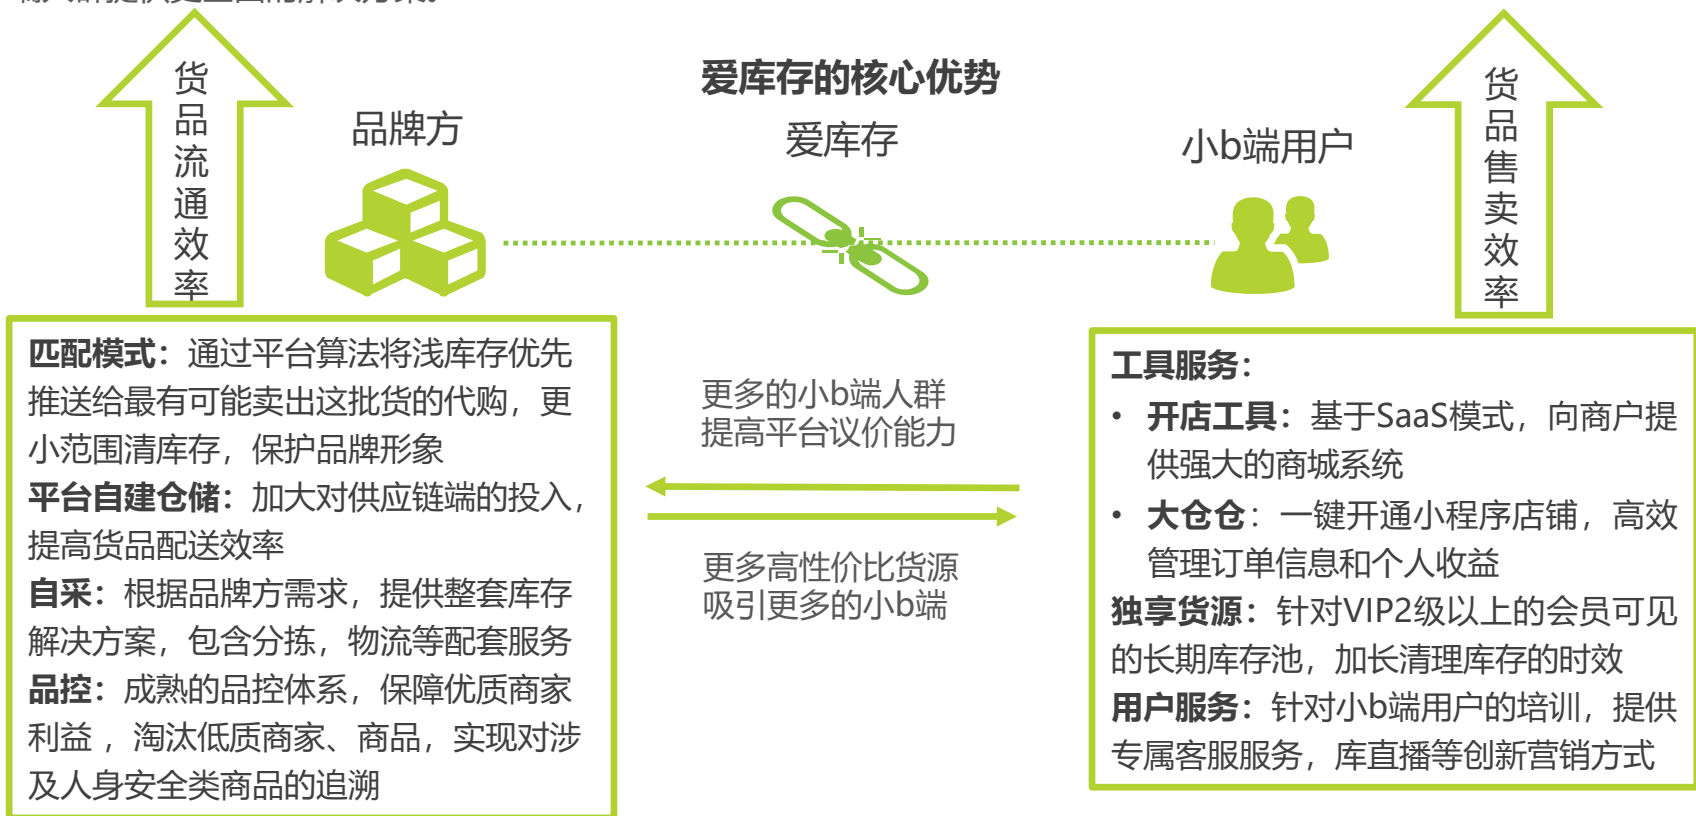 爱库存的核心优势
货品流通效率
品牌方
爱库存
小b端用户
货品售卖效率
匹配模式：通过平台算法将浅库存优先
推送给最有可能卖出这批货的代购，更
小范围清库存，保护品牌形象
平台自建仓储：加大对供应链端的投入，
提高货品配送效率
自采：根据品牌方需求，提供整套库存
解决方案，包含分拣，物流等配套服务
品控：成熟的品控体系，保障优质商家
利益 ，淘汰低质商家、商品，实现对涉
及人身安全类商品的追溯
更多的小b端人群
提高平台议价能力
更多高性价比货源
吸引更多的小b端
工具服务：
• 开店工具：基于SaaS模式，向商户提
供强大的商城系统
• 大仓仓：一键开通小程序店铺，高效
管理订单信息和个人收益
独享货源：针对VIP2级以上的会员可见
的长期库存池，加长清理库存的时效
用户服务：针对小b端用户的培训，提供
专属客服服务，库直播等创新营销方式